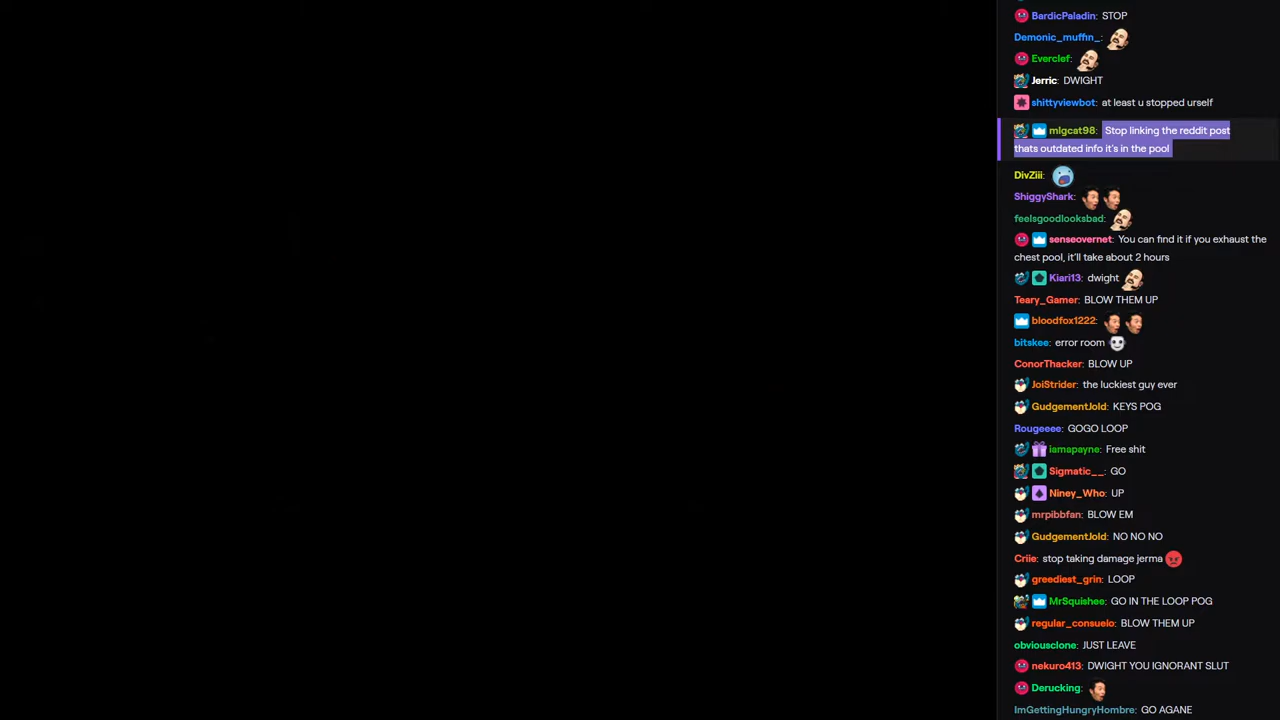 BardicPaladin: STOP
Demonic_muffin_:
Everclef:
Jerric: DWIGHT
shittyviewbot: at least u stopped urself
mlgcat98: Stop linking the reddit post
thats outdated info it's in the pool
DivZiii:
ShiggyShark:
feelsgoodlooksbad:
senseovernet: You can find it if you exhaust the
chest pool, it'll take about 2 hours
Kiari13: dwight
Teary_Gamer: BLOW THEM UP
bloodfox1222:
bitskee: error room
ConorThacker: BLOW UP
JoiStrider: the luckiest guy ever
GudgementJold: KEYS POG
Rougeeee: GOGO LOOP
iamapayne: Free shit
Sigmatic__: GO
Niney_Who: UP
mrpibbfan: BLOW EM
GudgementJold: NO NO NO
Criie: stop taking damage jerma
greediest_grin: LOOP
MrSquishee: GO IN THE LOOP POG
regular_consuelo: BLOW THEM UP
obviousclone: JUST LEAVE
nekuro413: DWIGHT YOU IGNORANT SLUT
Derucking:
ImGettingHungryHombre: GO AGANE